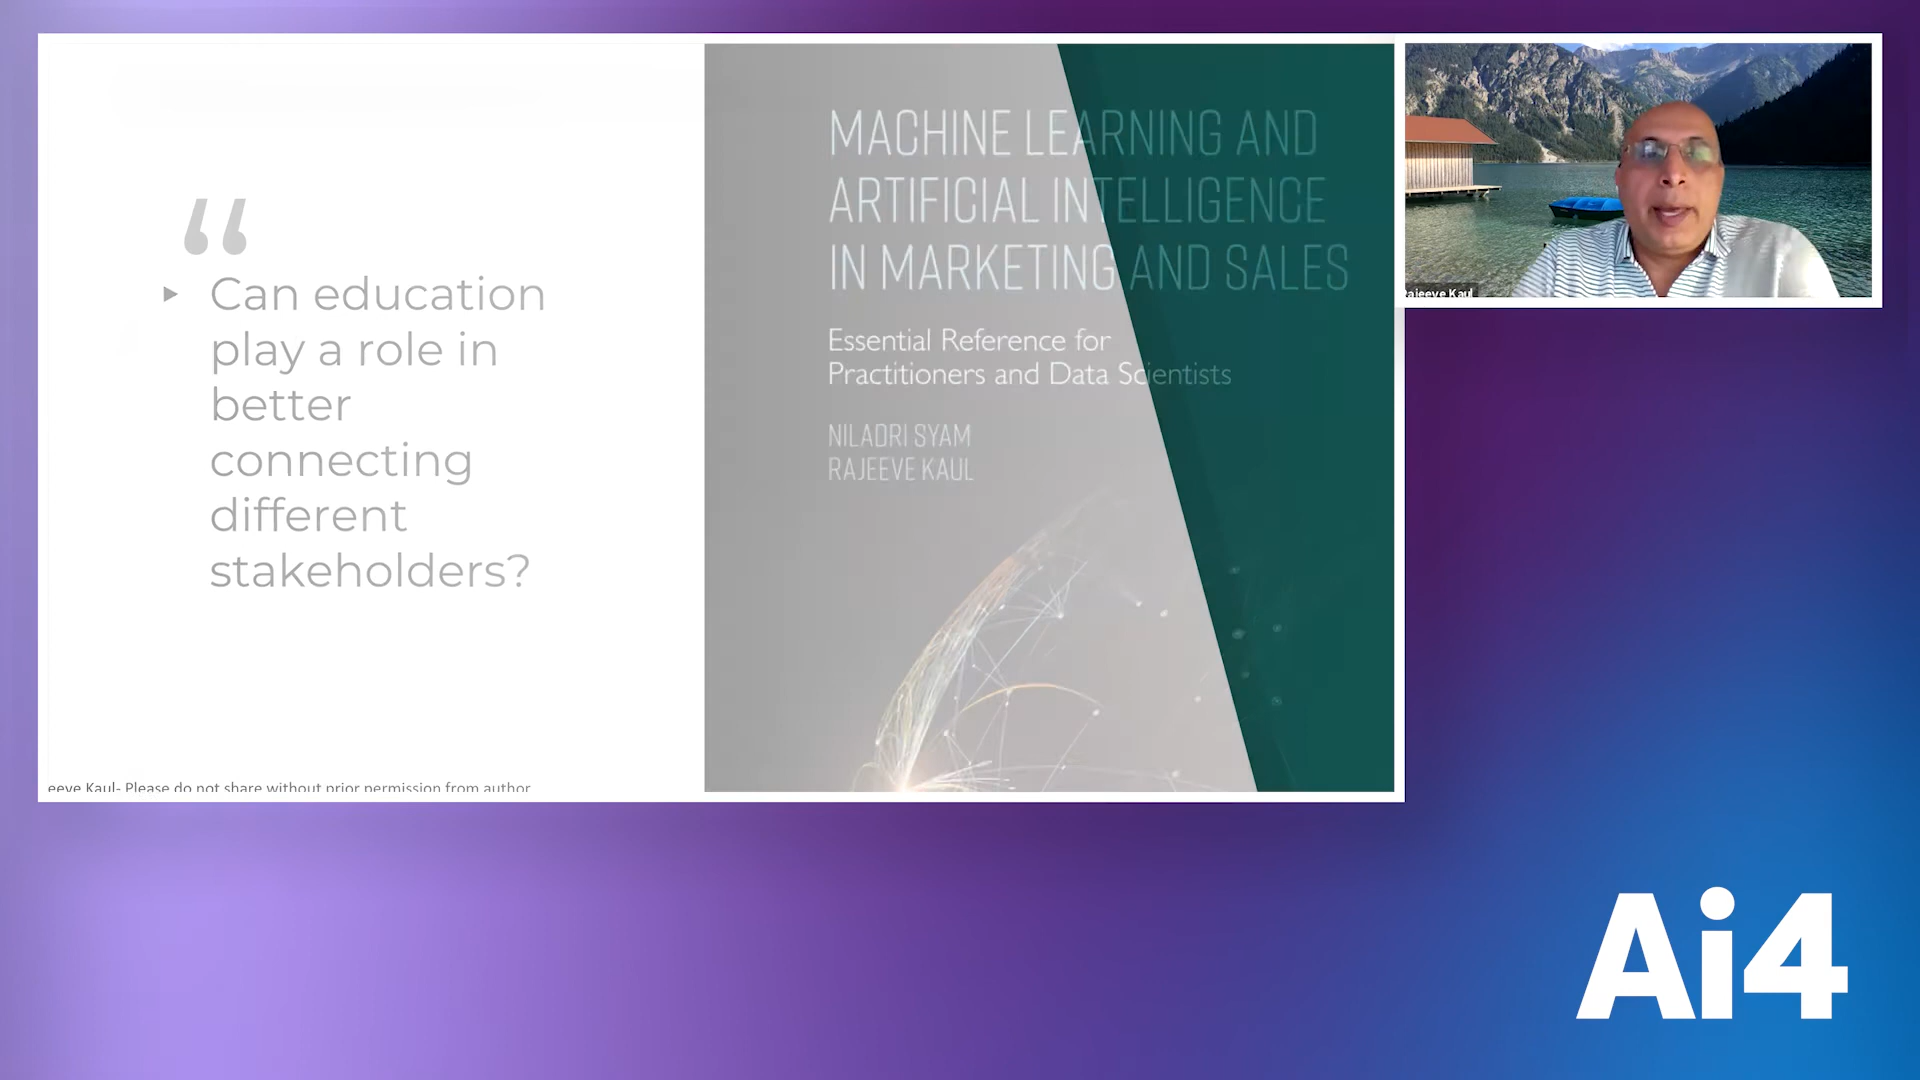 “
Can education
play a role in
better
connecting
different
stakeholders?
eeve Kaul- Please do not share without prior permission from author
MACHINE LEARNING AND
ARTIFICIAL INTELLIGENCE
IN MARKETING AND SALES
Essential Reference for
Practitioners and Data Scientists
NILADRI SYAM
RAJEEVE KAUL
Rajeeve Kaul
Ai4